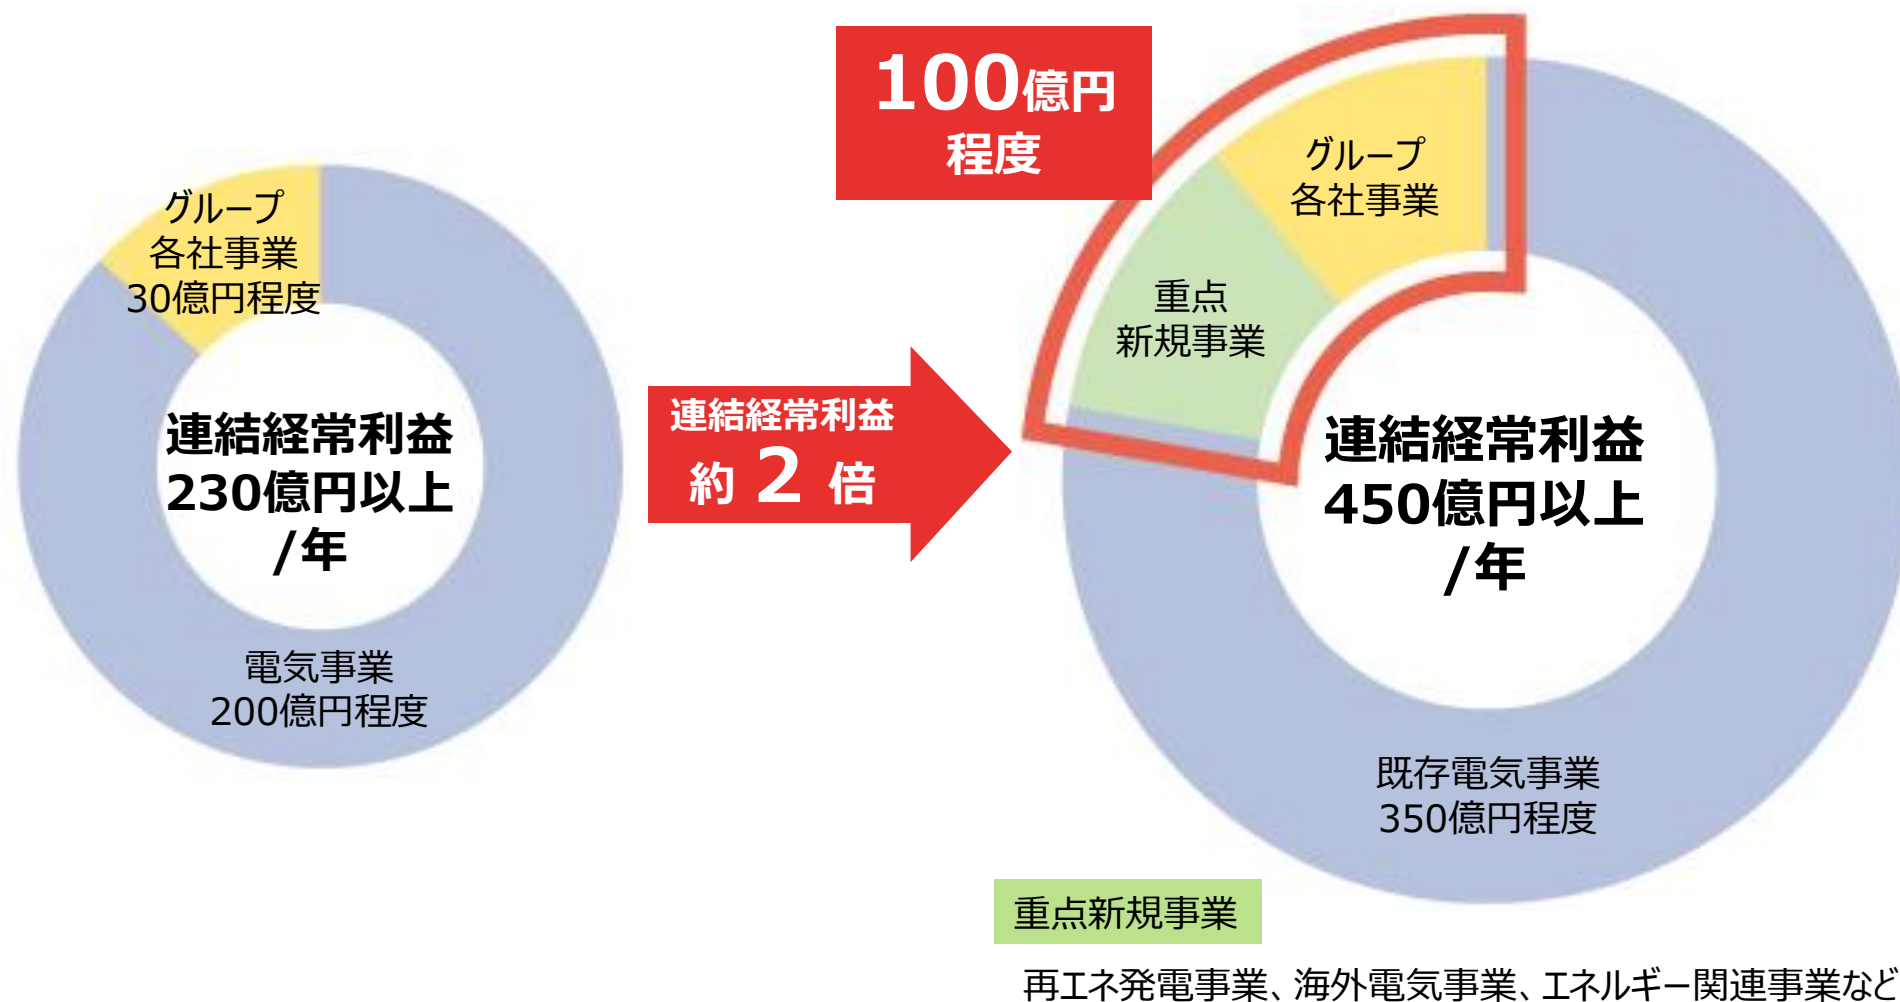 グループ
各社事業
30億円程度
連結経常利益
230億円以上
/年
電気事業
200億円程度
連結経常利益
約 2 倍
100億円
程度
グループ
各社事業
重点
新規事業
連結経常利益
450億円以上
/年
既存電気事業
350億円程度
重点新規事業
再エネ発電事業、海外電気事業、エネルギー関連事業など